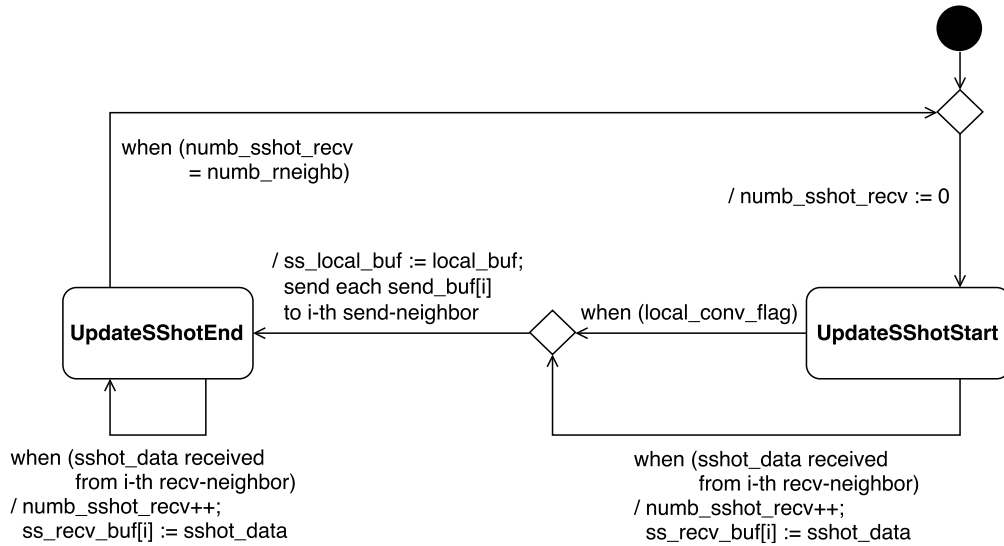 when (numb_sshot_recv
= numb_rneighb)
/ numb_sshot_recv := 0
/ ss_local_buf := local_buf;
send each send_buf[i]
to i-th send-neighbor
when (local_conv_flag)
UpdateSShotEnd
UpdateSShotStart
when (sshot_data received
from i-th recv-neighbor)
/ numb_sshot_recv++;
ss_recv_buf[i] := sshot_data
when (sshot_data received
from i-th recv-neighbor)
/ numb_sshot_recv++;
ss_recv_buf[i] := sshot_data